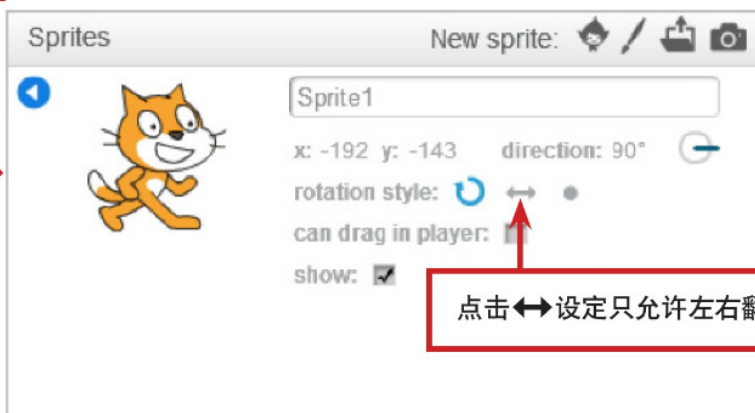 Sprites New sprite:
Sprite1
x: -192 y: -143 direction: 90°
rotation style:
can drag in player:
show:
点击↔设定只允许左右翻